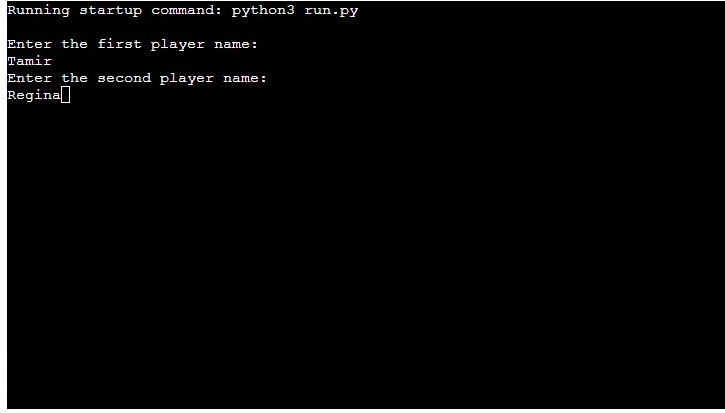 Running startup command: python3 run.py
Enter the first player name:
Tamir
Enter the second player name:
Regina